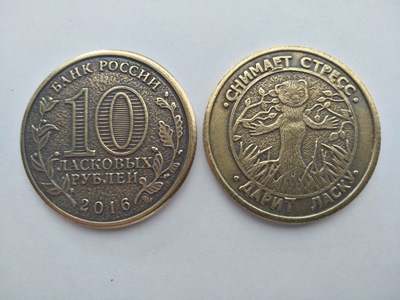 БАНК РОССИИ
10
ЛАСКОВЫХ
РУБЛЕЙ
2016
· СНИМАЕТ СТРЕСС ·
ДАРИТ ЛАСКУ